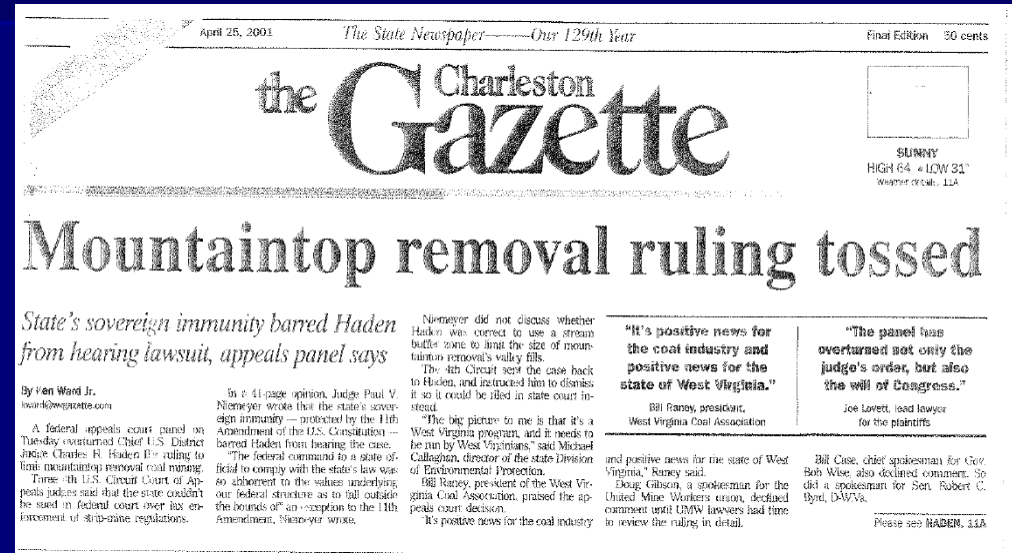 April 25, 2001
The State Newspaper——Our 129th Year
Final Edition 50 cents
the Charleston
Gazette
SUNNY
HIGH 64 • LOW 31°
Weather details, 11A
Mountaintop removal ruling tossed
State's sovereign immunity barred Haden
from hearing lawsuit, appeals panel says
By Ken Ward Jr.
kward@wvgazette.com
A federal appeals court panel on
Tuesday overturned Chief U.S. District
Judge Charles H. Haden II's ruling to
limit mountaintop removal coal mining.
Three 4th U.S. Circuit Court of Ap-
peals judges said that the state couldn't
be sued in federal court over lax en-
forcement of strip-mine regulations.
In a 41-page opinion, Judge Paul V.
Niemeyer wrote that the state's sover-
eign immunity — protected by the 11th
Amendment of the U.S. Constitution —
barred Haden from hearing the case.
"The federal command to a state of-
ficial to comply with the state's law was
so abhorrent to the values underlying
our federal structure as to fall outside
the bounds of" an exception to the 11th
Amendment, Niemeyer wrote.
Niemeyer did not discuss whether
Haden was correct to use a stream
buffer zone to limit the size of moun-
taintop removal's valley fills.
The 4th Circuit sent the case back
to Haden, and instructed him to dismiss
it so it could be filed in state court in-
stead.
"The big picture to me is that it's a
West Virginia program, and it needs to
be run by West Virginians," said Michael
Callaghan, director of the state Division
of Environmental Protection.
Bill Raney, president of the West Vir-
ginia Coal Association, praised the ap-
peals court decision.
"It's positive news for the coal industry
"It's positive news for
the coal industry and
positive news for the
state of West Virginia."
Bill Raney, president,
West Virginia Coal Association
"The panel has
overturned not only the
judge's order, but also
the will of Congress."
Joe Lovett, lead lawyer
for the plaintiffs
and positive news for the state of West
Virginia," Raney said.
Doug Gibson, a spokesman for the
United Mine Workers union, declined
comment until UMW lawyers had time
to review the ruling in detail.
Bill Case, chief spokesman for Gov.
Bob Wise, also declined comment. So
did a spokesman for Sen. Robert C.
Byrd, D-W.Va.
Please see HADEN, 11A